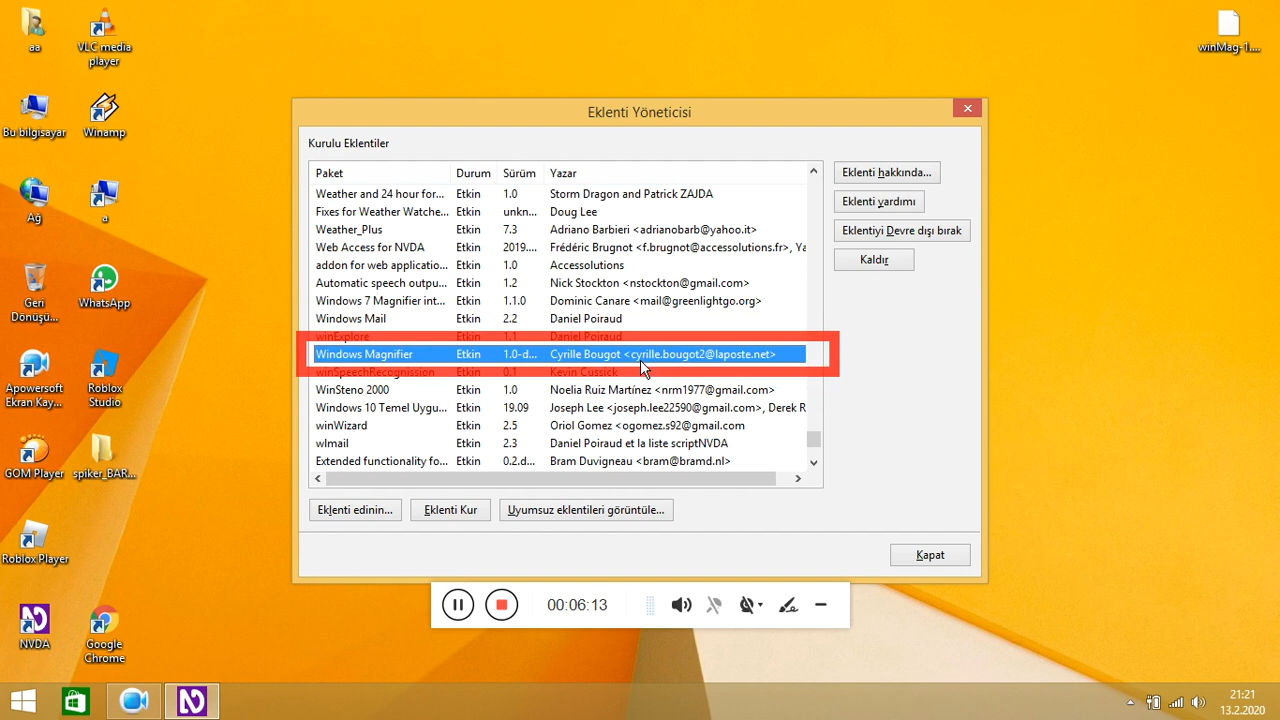 aa
VLC media
player
winMag-1....
Bu bilgisayar
Winamp
Ağ
a
Geri
Dönüşü...
WhatsApp
Apowersoft
Ekran Kay...
Roblox
Studio
GOM Player
spiker_BAR...
Roblox Player
NVDA
Google
Chrome
Eklenti Yöneticisi
Kurulu Eklentiler
Paket Durum Sürüm Yazar
Weather and 24 hour for... Etkin 1.0 Storm Dragon and Patrick ZAJDA
Fixes for Weather Watche... Etkin unkn... Doug Lee
Weather_Plus Etkin 7.3 Adriano Barbieri <adrianobarb@yahoo.it>
Web Access for NVDA Etkin 2019.... Frédéric Brugnot <f.brugnot@accessolutions.fr>, Ya
addon for web applicatio... Etkin 1.0 Accessolutions
Automatic speech outpu... Etkin 1.2 Nick Stockton <nstockton@gmail.com>
Windows 7 Magnifier int... Etkin 1.1.0 Dominic Canare <mail@greenlightgo.org>
Windows Mail Etkin 2.2 Daniel Poiraud
winExplore Etkin 1.1 Daniel Poiraud
Windows Magnifier Etkin 1.0-d... Cyrille Bougot <cyrille.bougot2@laposte.net>
winSpeechRecognission Etkin 0.1 Kevin Cussick
WinSteno 2000 Etkin 1.0 Noelia Ruiz Martínez <nrm1977@gmail.com>
Windows 10 Temel Uygu... Etkin 19.09 Joseph Lee <joseph.lee22590@gmail.com>, Derek R
winWizard Etkin 2.5 Oriol Gomez <ogomez.s92@gmail.com
wlmail Etkin 2.3 Daniel Poiraud et la liste scriptNVDA
Extended functionality fo... Etkin 0.2.d... Bram Duvigneau <bram@bramd.nl>
Eklenti hakkında...
Eklenti yardımı
Eklentiyi Devre dışı bırak
Kaldır
Eklenti edinin... Eklenti Kur Uyumsuz eklentileri görüntüle...
Kapat
00:06:13
21:21
13.2.2020